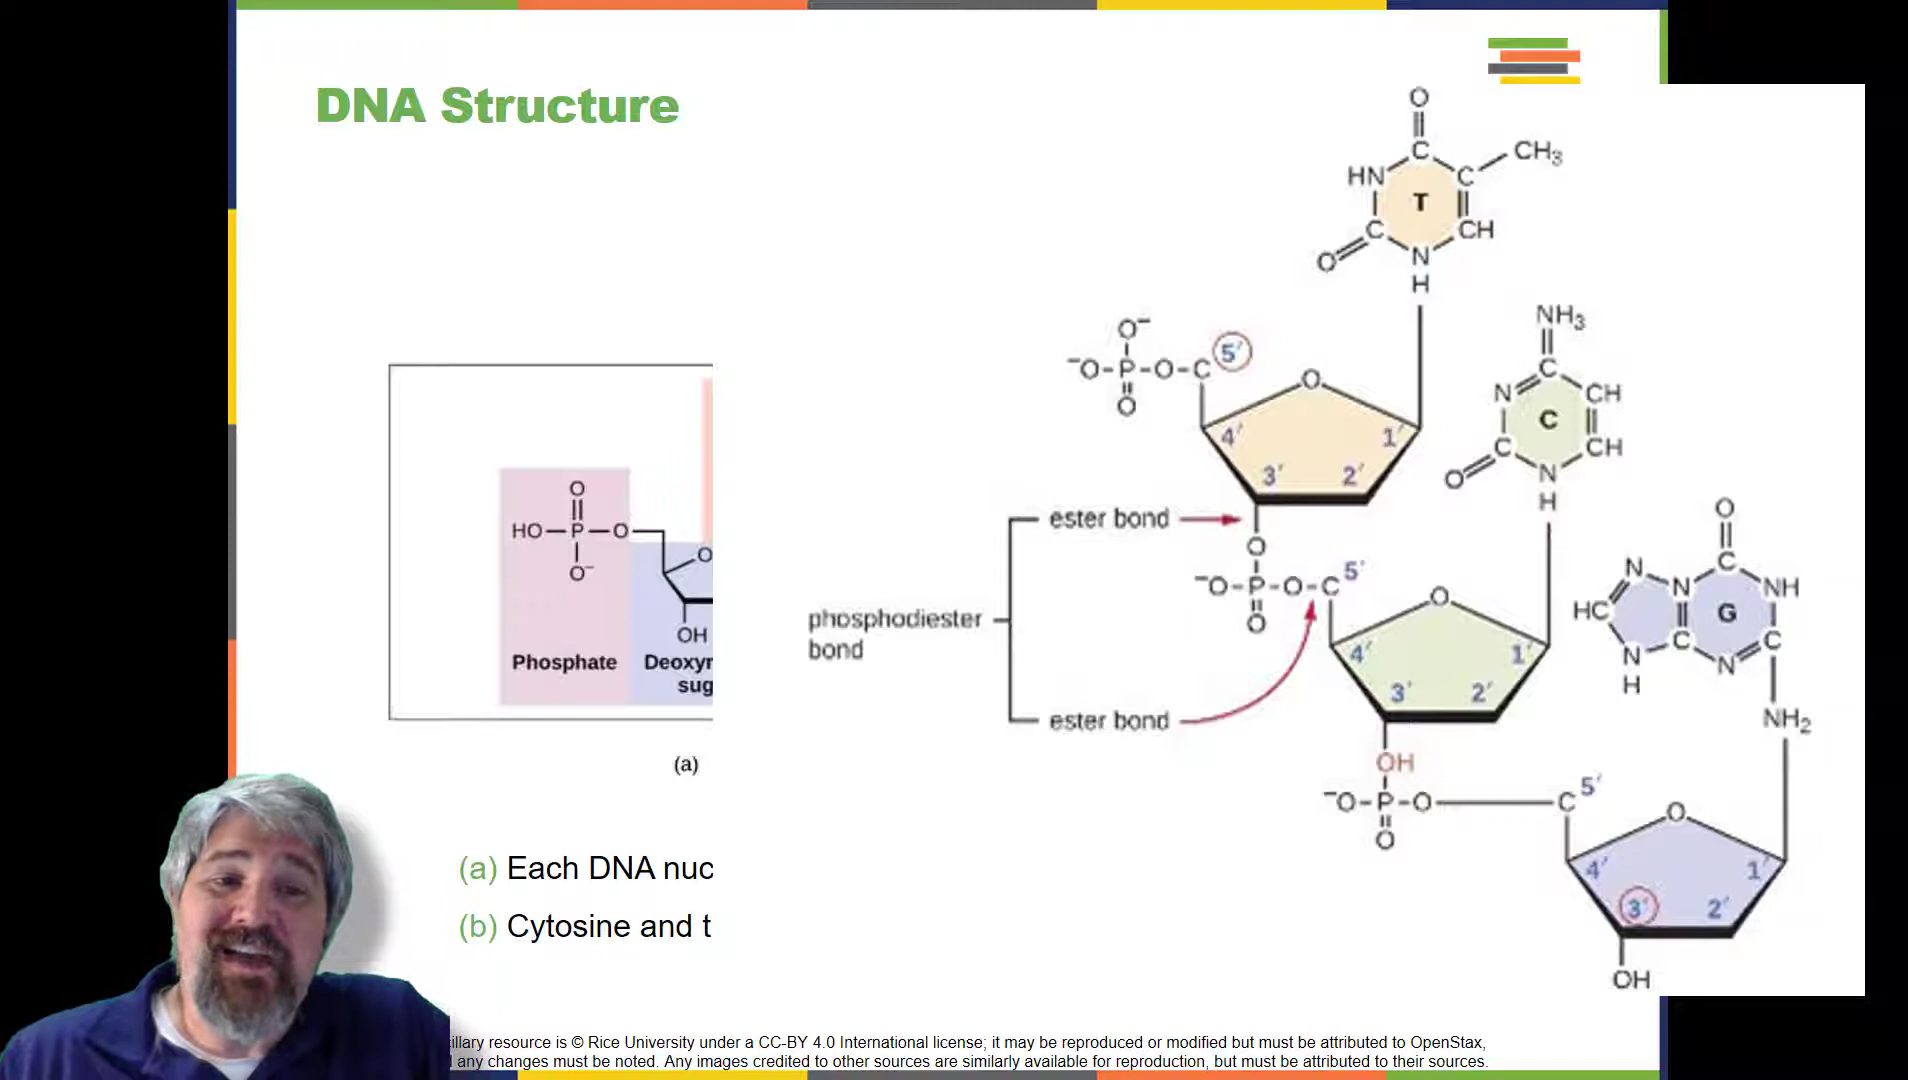 DNA Structure
O
C
CH₃
HN
C
T
C
CH
O
N
H
O⁻
⁻O-P-O-C
5′
O
O
4′
1′
3′
2′
NH₃
C
N
CH
C
C
CH
O
N
H
ester bond
O
⁻O-P-O-C
5′
O
phosphodiester
bond
ester bond
O
4′
1′
3′
2′
O
C
N
N
NH
HC
G
N
C
N
C
H
NH₂
OH
⁻O-P-O
C
5′
O
O
4′
1′
3′
2′
OH
O
HO—P—O
O⁻
O
OH
Phosphate
Deoxyr
sug
(a)
(a) Each DNA nuc
(b) Cytosine and t
illary resource is © Rice University under a CC-BY 4.0 International license; it may be reproduced or modified but must be attributed to OpenStax,
any changes must be noted. Any images credited to other sources are similarly available for reproduction, but must be attributed to their sources.